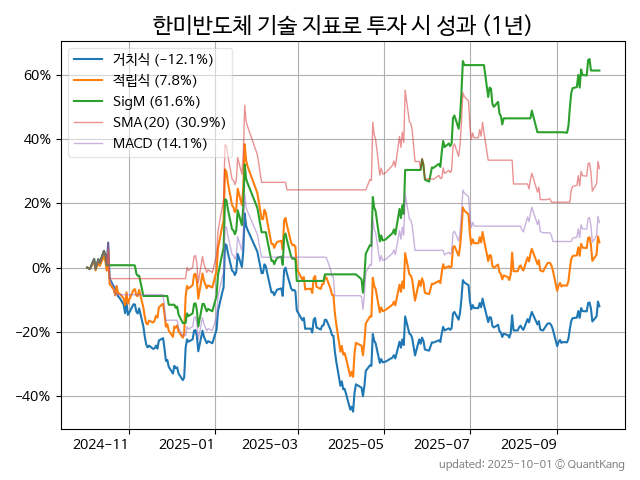 한미반도체 기술 지표로 투자 시 성과 (1년)
거치식 (-12.1%)
적립식 (7.8%)
SigM (61.6%)
SMA(20) (30.9%)
MACD (14.1%)
60%
40%
20%
0%
−20%
−40%
2024-11 2025-01 2025-03 2025-05 2025-07 2025-09
updated: 2025-10-01 © QuantKang